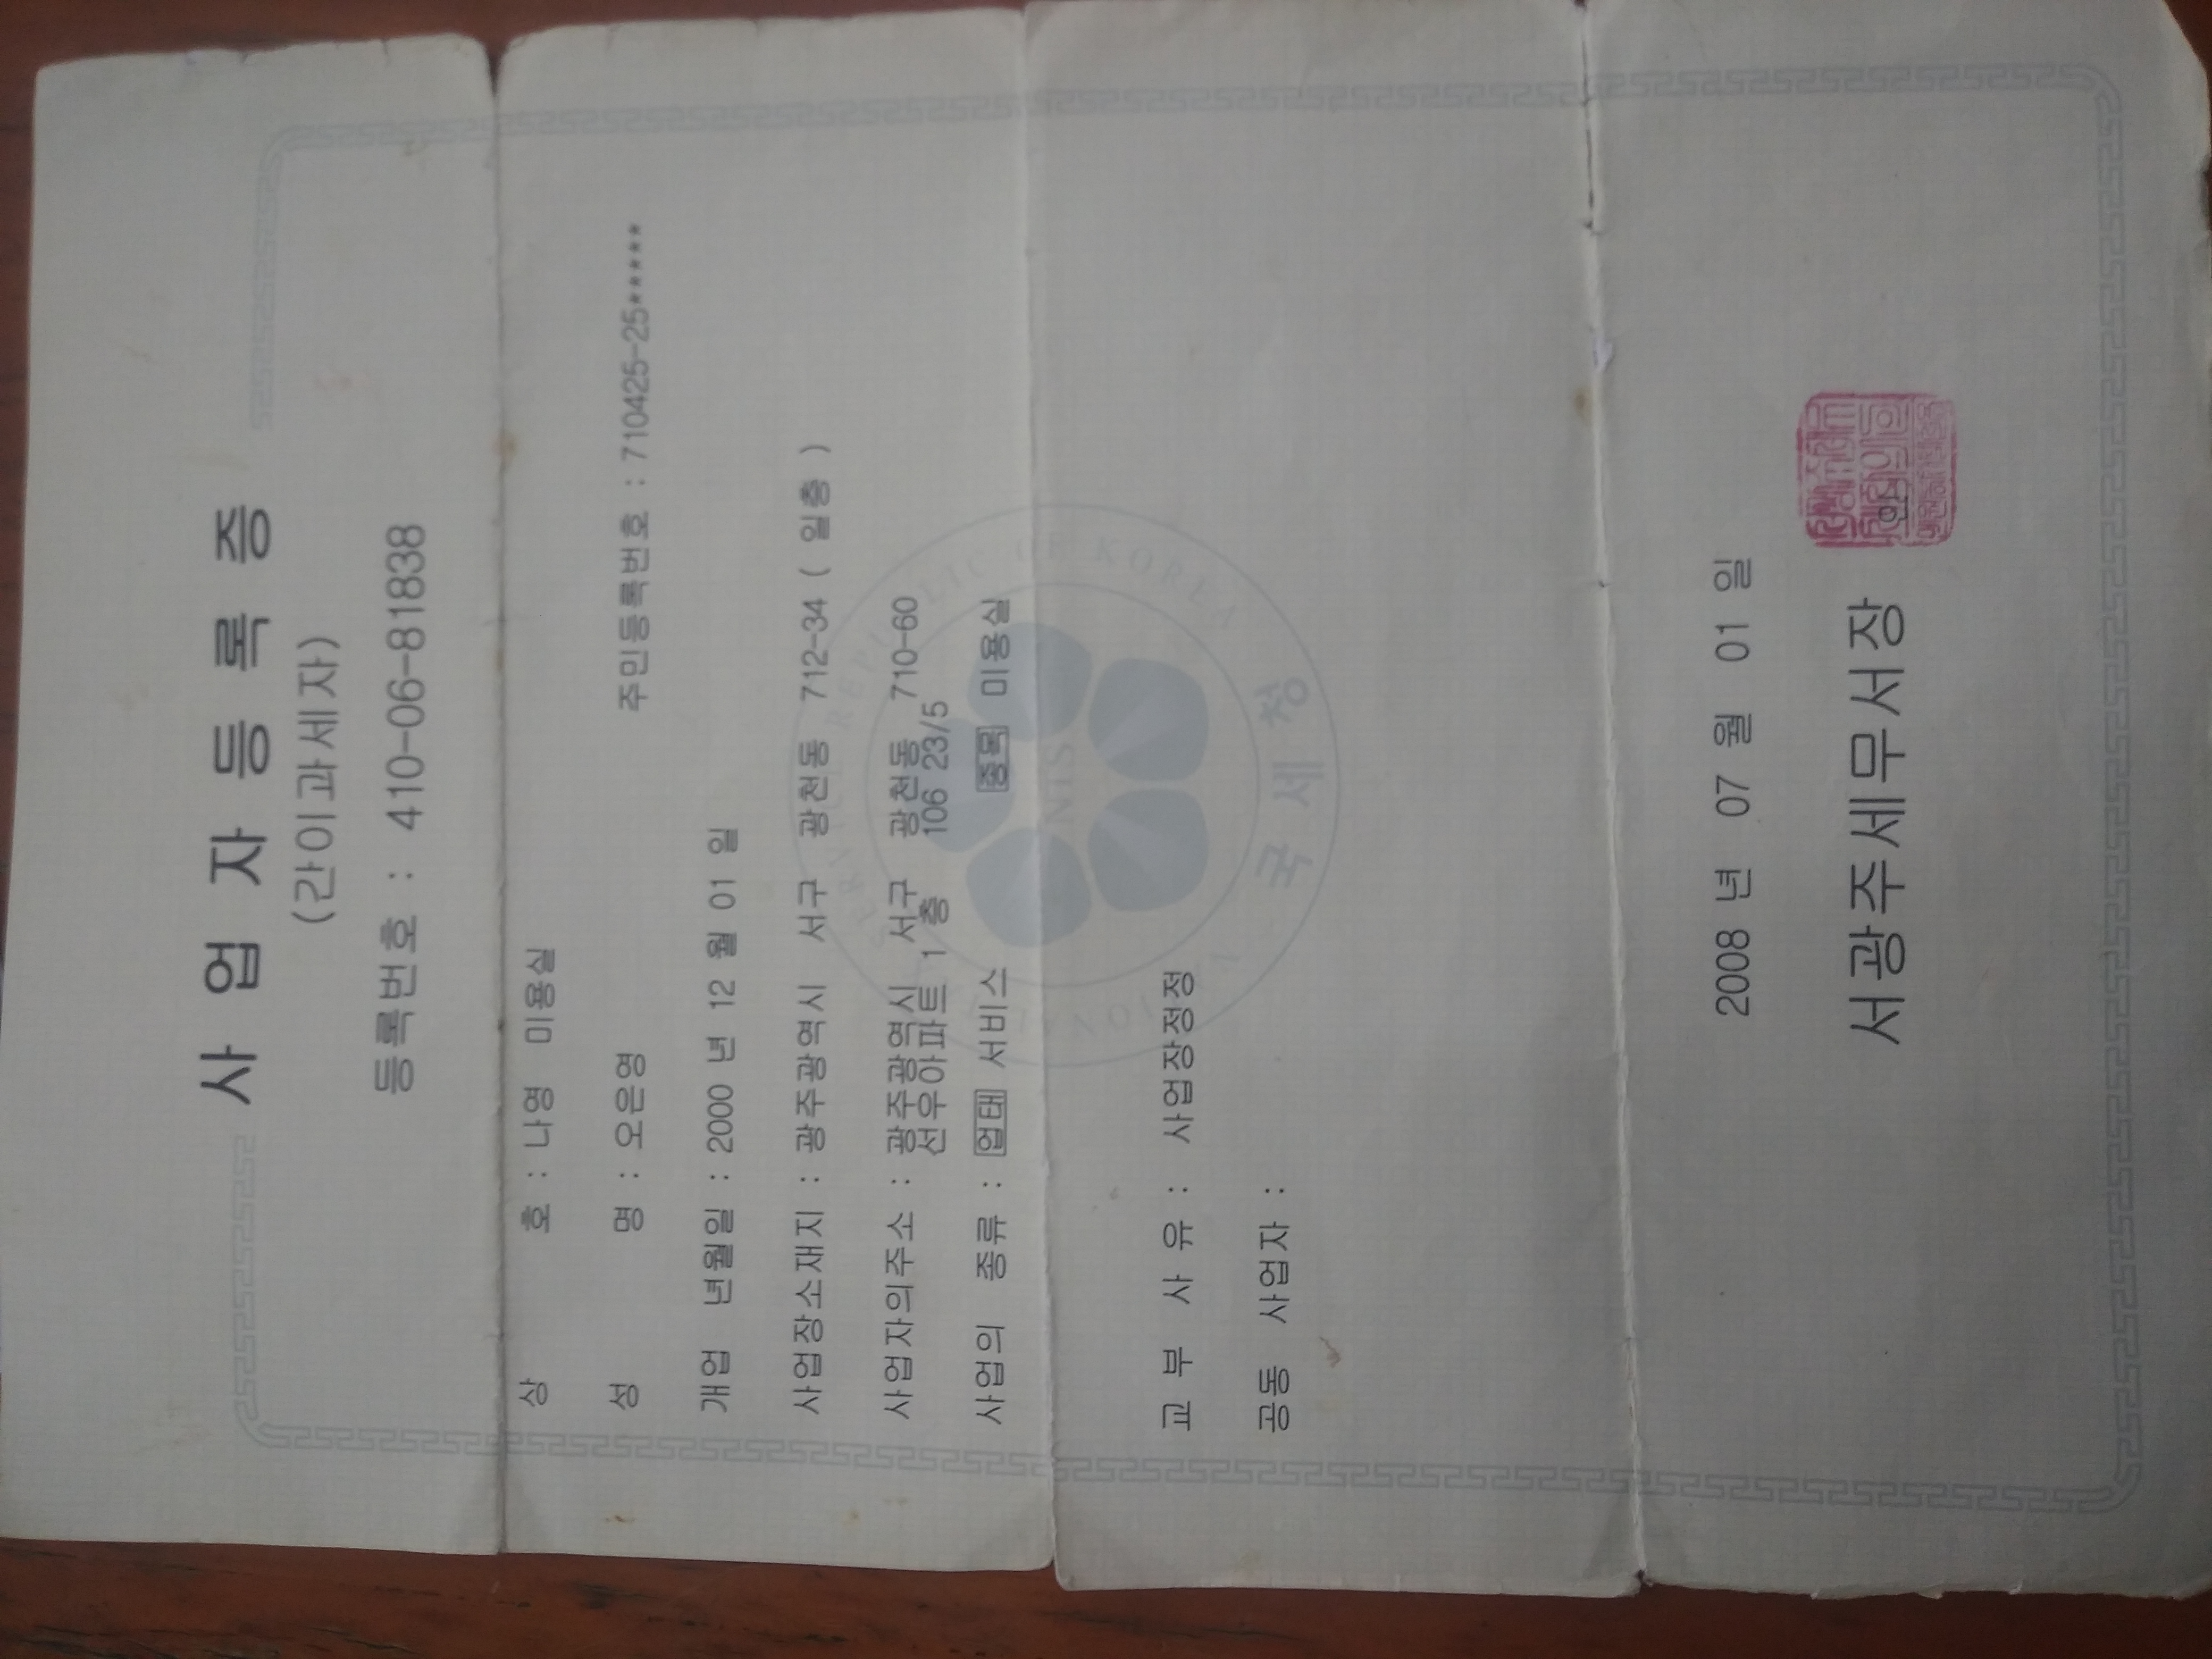 사 업 자 등 록 증
(간이과세자)
등록번호 : 410-06-81838
상 호 : 나영 미용실
성 명 : 오은영 주민등록번호 : 710425-25*****
개업 년월일 : 2000 년 12 월 01 일
사업장소재지 : 광주광역시 서구 광천동 712-34 ( 일층 )
사업자의주소 : 광주광역시 서구 광천동 710-60
선우아파트 1 층 106 23/5
사업의 종류 : 업태 서비스 종목 미용실
NTS
국세청
교 부 사 유 : 사업장정정
공동 사업자 :
2008 년 07 월 01 일
서광주세무서장 인